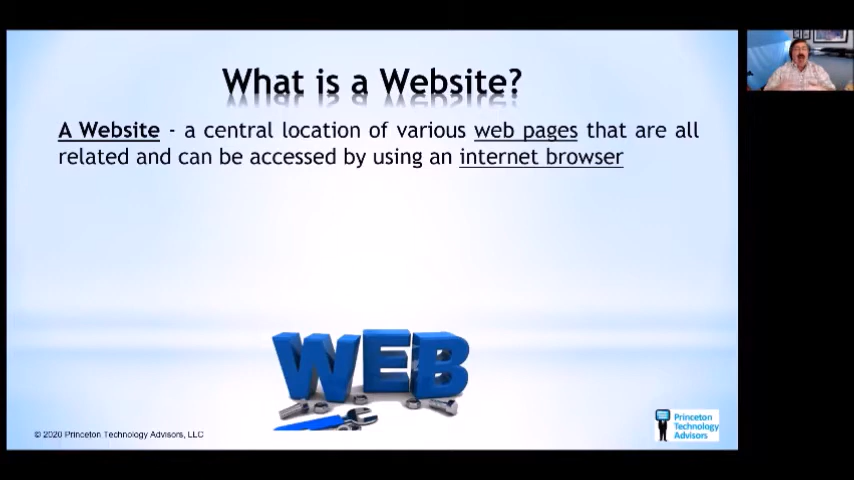 What is a Website?
A Website - a central location of various web pages that are all
related and can be accessed by using an internet browser
WEB
© 2020 Princeton Technology Advisors, LLC
Princeton
Technology
Advisors